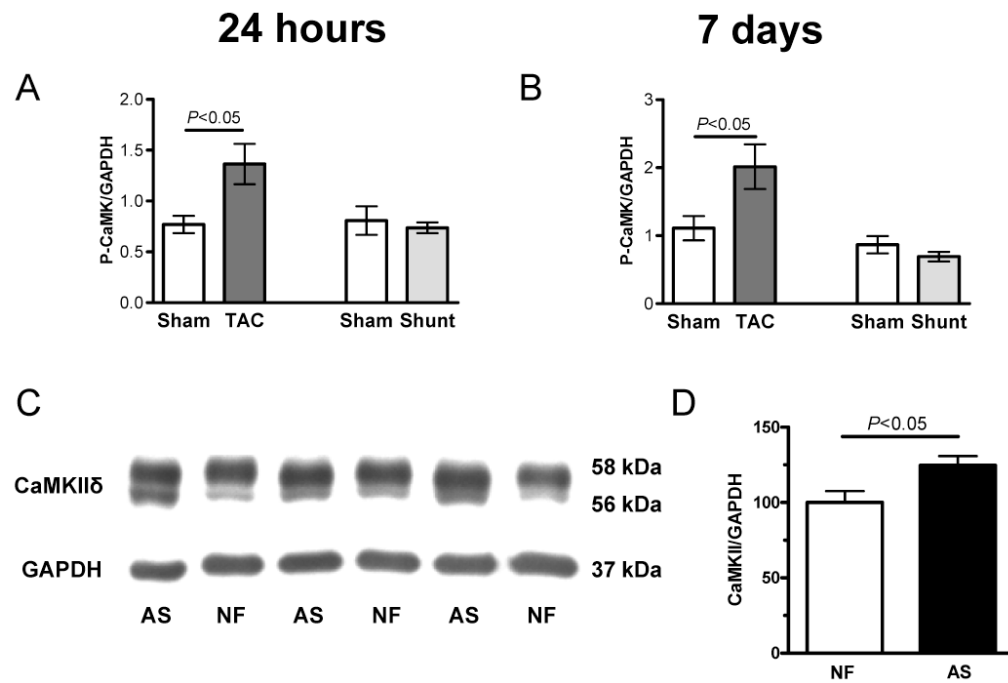 24 hours
7 days
A
P-CaMK/GAPDH
2.0
1.5
1.0
0.5
0.0
P<0.05
Sham TAC Sham Shunt
B
P-CaMK/GAPDH
3
2
1
0
P<0.05
Sham TAC Sham Shunt
C
CaMKIIδ
58 kDa
56 kDa
GAPDH
37 kDa
AS NF AS NF AS NF
D
CaMKII/GAPDH
150
100
50
0
P<0.05
NF AS